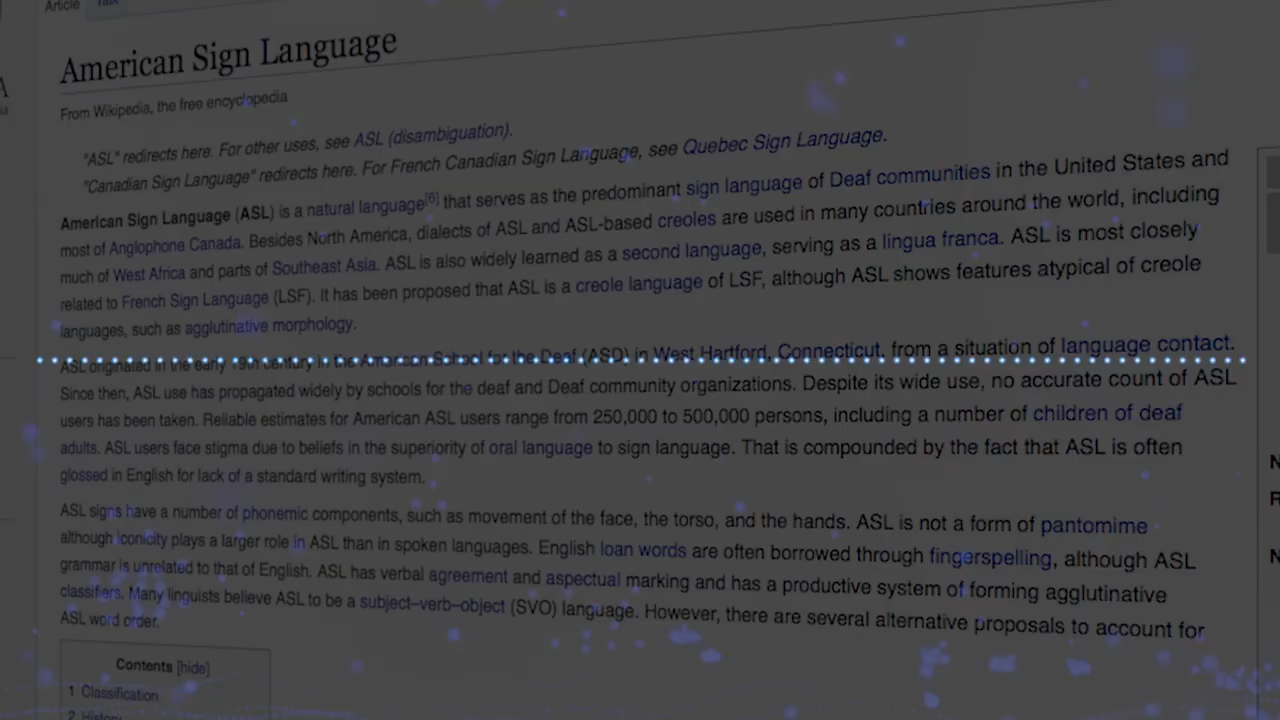 Article Talk
American Sign Language
From Wikipedia, the free encyclopedia
"ASL" redirects here. For other uses, see ASL (disambiguation).
"Canadian Sign Language" redirects here. For French Canadian Sign Language, see Quebec Sign Language.
American Sign Language (ASL) is a natural language[6] that serves as the predominant sign language of Deaf communities in the United States and
most of Anglophone Canada. Besides North America, dialects of ASL and ASL-based creoles are used in many countries around the world, including
much of West Africa and parts of Southeast Asia. ASL is also widely learned as a second language, serving as a lingua franca. ASL is most closely
related to French Sign Language (LSF). It has been proposed that ASL is a creole language of LSF, although ASL shows features atypical of creole
languages, such as agglutinative morphology.
ASL originated in the early 19th century in the American School for the Deaf (ASD) in West Hartford, Connecticut, from a situation of language contact.
Since then, ASL use has propagated widely by schools for the deaf and Deaf community organizations. Despite its wide use, no accurate count of ASL
users has been taken. Reliable estimates for American ASL users range from 250,000 to 500,000 persons, including a number of children of deaf
adults. ASL users face stigma due to beliefs in the superiority of oral language to sign language. That is compounded by the fact that ASL is often
glossed in English for lack of a standard writing system.
ASL signs have a number of phonemic components, such as movement of the face, the torso, and the hands. ASL is not a form of pantomime
although iconicity plays a larger role in ASL than in spoken languages. English loan words are often borrowed through fingerspelling, although ASL
grammar is unrelated to that of English. ASL has verbal agreement and aspectual marking and has a productive system of forming agglutinative
classifiers. Many linguists believe ASL to be a subject–verb–object (SVO) language. However, there are several alternative proposals to account for
ASL word order.
Contents [hide]
1 Classification
2 History